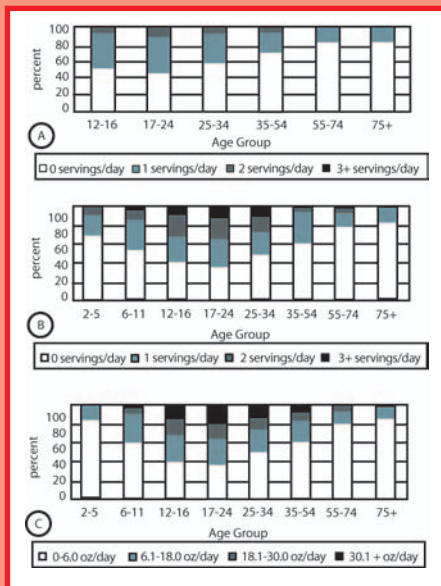 100
80
60
40
20
0
percent
12-16 17-24 25-34 35-54 55-74 75+
A
Age Group
0 servings/day 1 servings/day 2 servings/day 3+ servings/day
100
80
60
40
20
0
percent
2-5 6-11 12-16 17-24 25-34 35-54 55-74 75+
B
Age Group
0 servings/day 1 servings/day 2 servings/day 3+ servings/day
100
80
60
40
20
0
percent
2-5 6-11 12-16 17-24 25-34 35-54 55-74 75+
C
Age Group
0-6.0 oz/day 6.1-18.0 oz/day 18.1-30.0 oz/day 30.1 + oz/day